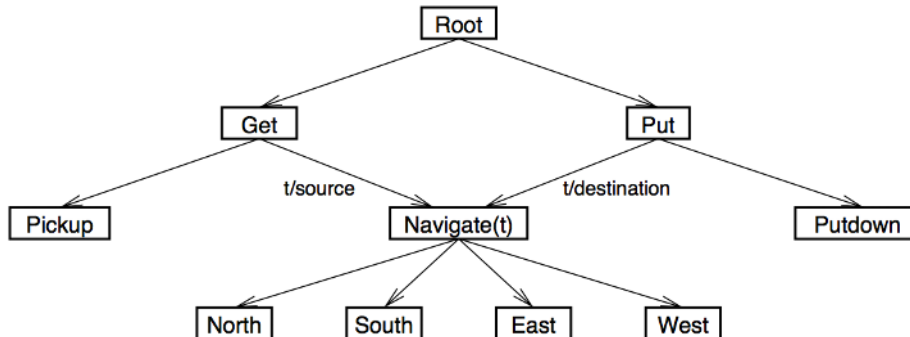 Root
Get
Put
t/source
t/destination
Pickup
Navigate(t)
Putdown
North
South
East
West